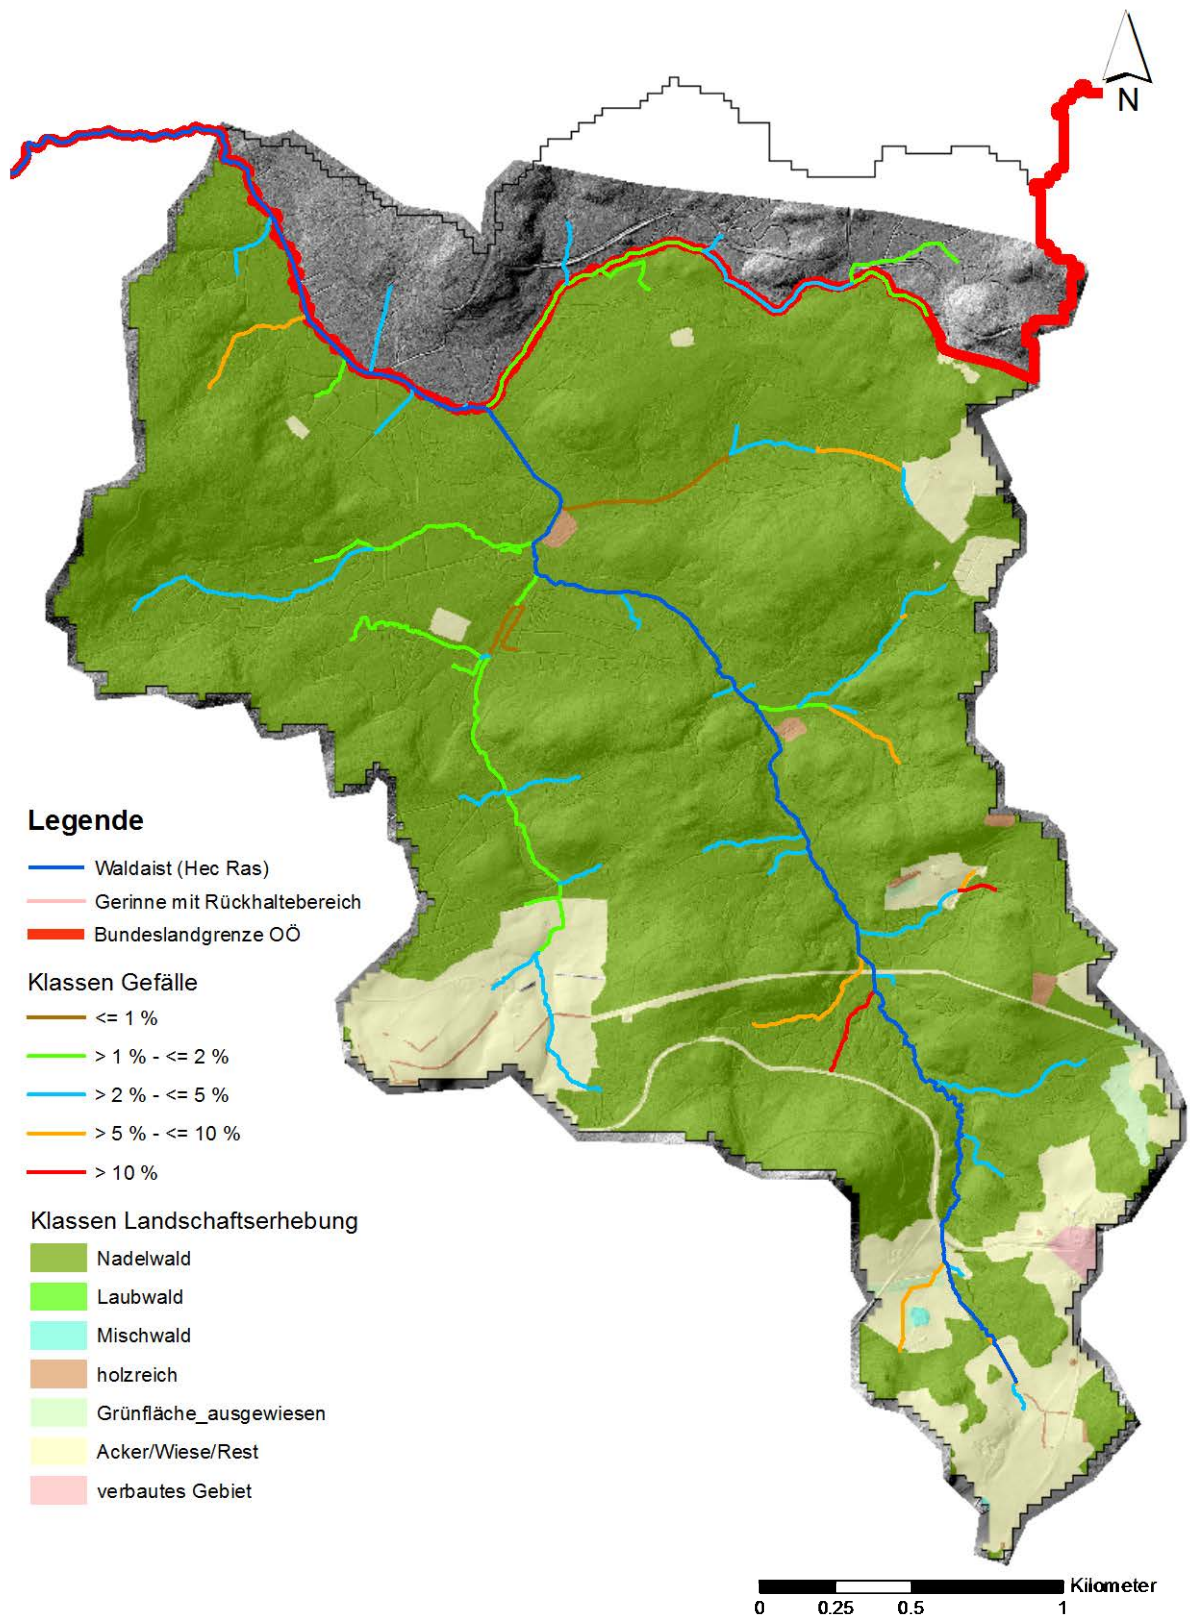 N
Legende
Waldaist (Hec Ras)
Gerinne mit Rückhaltebereich
Bundeslandgrenze OÖ
Klassen Gefälle
<= 1 %
> 1 % - <= 2 %
> 2 % - <= 5 %
> 5 % - <= 10 %
> 10 %
Klassen Landschaftserhebung
Nadelwald
Laubwald
Mischwald
holzreich
Grünfläche_ausgewiesen
Acker/Wiese/Rest
verbautes Gebiet
Kilometer
0 0.25 0.5 1